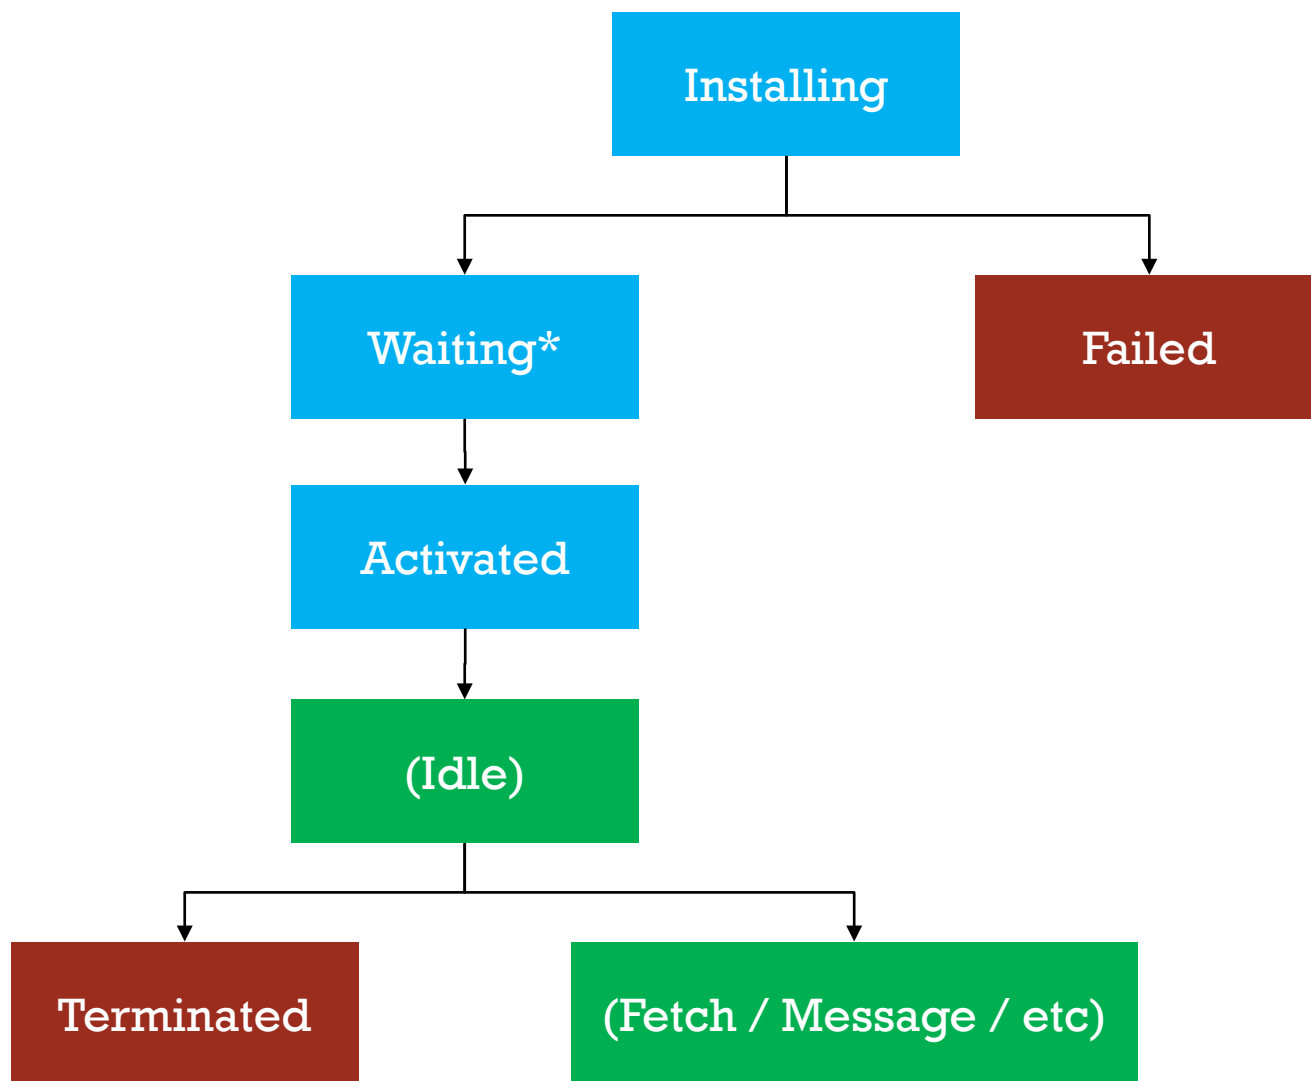 Installing
Waiting*
Failed
Activated
(Idle)
Terminated
(Fetch / Message / etc)